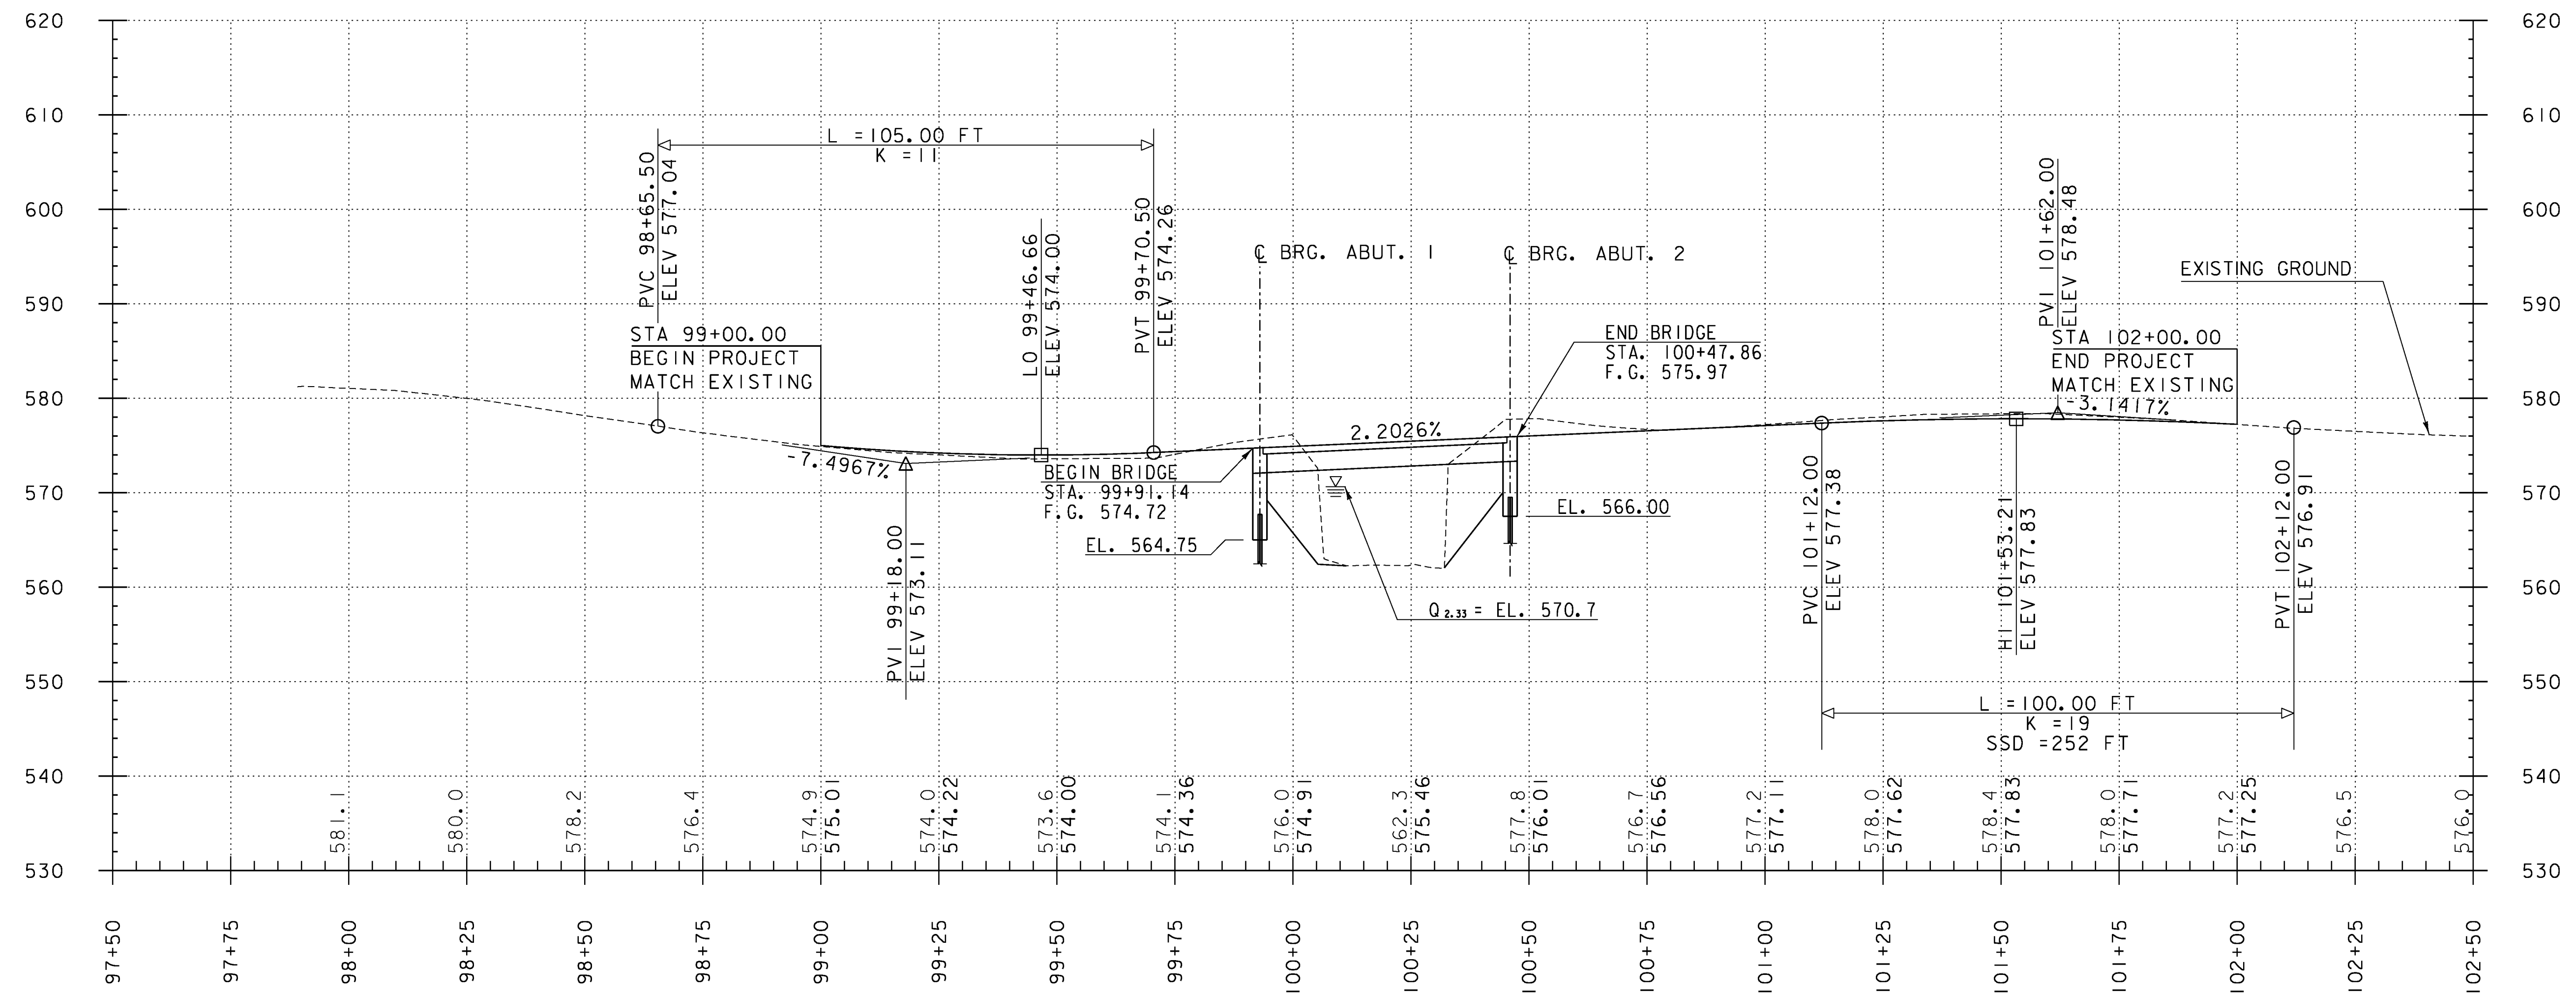 620
620
610
610
600
600
590
590
580
580
570
570
560
560
550
550
540
540
530
530
L =105.00 FT
K =11
PVC 98+65.50
ELEV 577.04
STA 99+00.00
BEGIN PROJECT
MATCH EXISTING
-7.4967%
PVI 99+18.00
ELEV 573.11
LO 99+46.66
ELEV 574.00
PVT 99+70.50
ELEV 574.26
BEGIN BRIDGE
STA. 99+91.14
F.G. 574.72
EL. 564.75
℄ BRG. ABUT. 1
℄ BRG. ABUT. 2
2.2026%
END BRIDGE
STA. 100+47.86
F.G. 575.97
EL. 566.00
Q2.33 = EL. 570.7
PVC 101+12.00
ELEV 577.38
HI 101+53.21
ELEV 577.83
PVI 101+62.00
ELEV 578.48
STA 102+00.00
END PROJECT
MATCH EXISTING
-3.1417%
EXISTING GROUND
PVT 102+12.00
ELEV 576.91
L =100.00 FT
K =19
SSD =252 FT
581.1
580.0
578.2
576.4
574.9
575.01
574.0
574.22
573.6
574.00
574.1
574.36
576.0
574.91
562.3
575.46
577.8
576.01
576.7
576.56
577.2
577.11
578.0
577.62
578.4
577.83
578.0
577.71
577.2
577.25
576.5
576.0
97+50
97+75
98+00
98+25
98+50
98+75
99+00
99+25
99+50
99+75
100+00
100+25
100+50
100+75
101+00
101+25
101+50
101+75
102+00
102+25
102+50